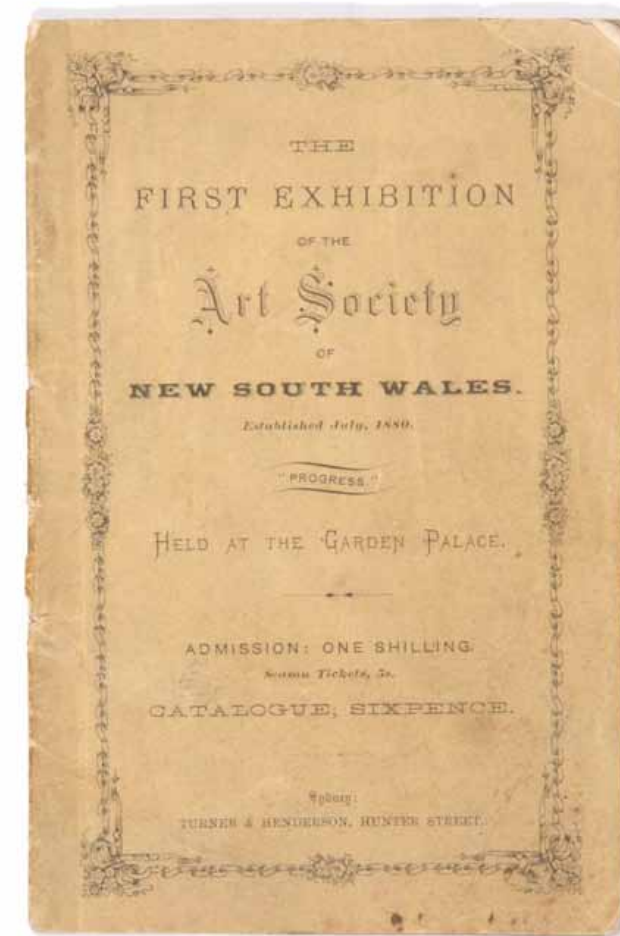 THE
FIRST EXHIBITION
OF THE
Art Society
OF
NEW SOUTH WALES.
Established July, 1880.
"PROGRESS."
HELD AT THE GARDEN PALACE.
ADMISSION: ONE SHILLING.
Season Tickets, 5s.
CATALOGUE, SIXPENCE.
Sydney:
TURNER & HENDERSON, HUNTER STREET.